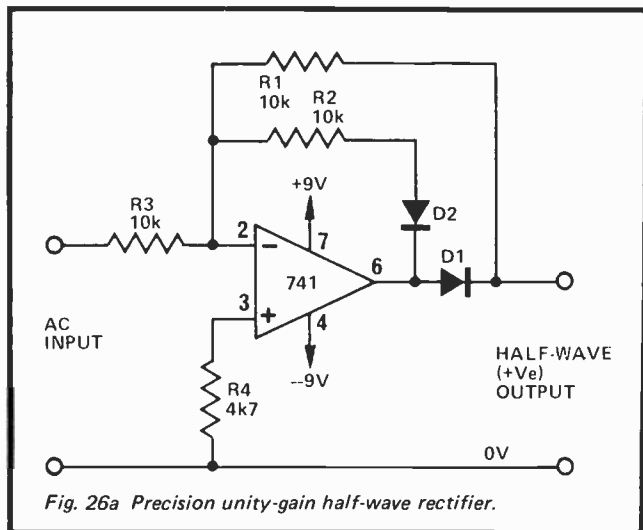 R1
10k
R2
10k
+9V
D2
R3
10k
D1
2
7
741
6
3
4
AC
INPUT
R4
4k7
--9V
HALF-WAVE
(+Ve)
OUTPUT
0V
Fig. 26a Precision unity-gain half-wave rectifier.